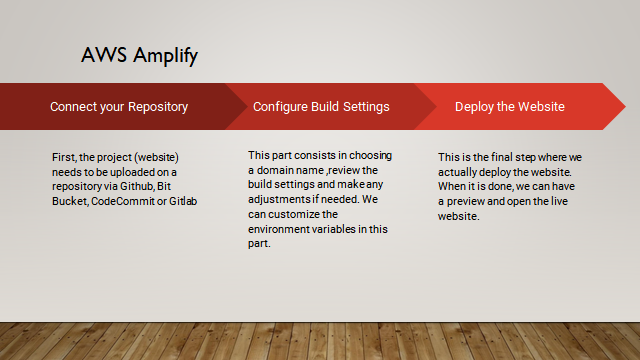 AWS Amplify
Connect your Repository
Configure Build Settings
Deploy the Website
First, the project (website)
needs to be uploaded on a
repository via Github, Bit
Bucket, CodeCommit or Gitlab
This part consists in choosing
a domain name ,review the
build settings and make any
adjustments if needed. We
can customize the
environment variables in this
part.
This is the final step where we
actually deploy the website.
When it is done, we can have
a preview and open the live
website.